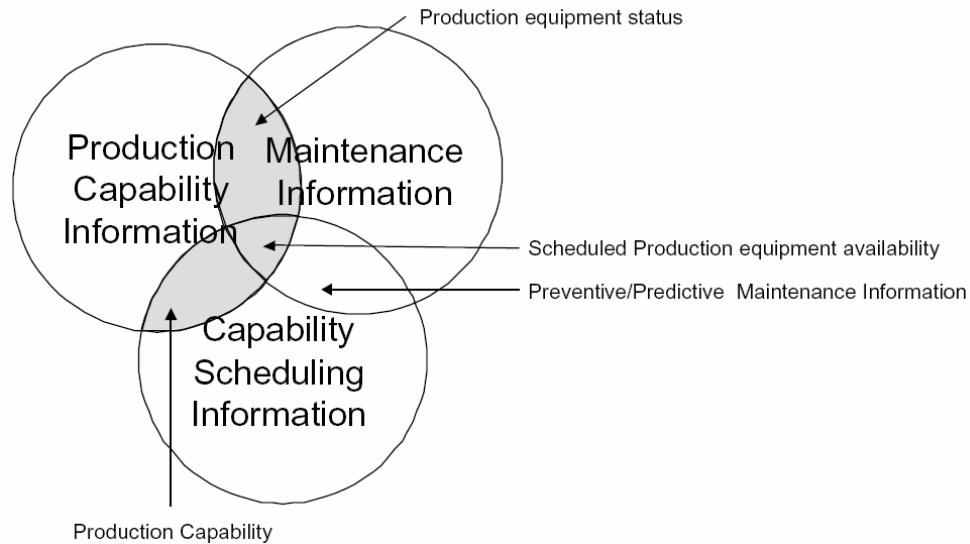 Production equipment status
Production
Capability
Information
Maintenance
Information
Scheduled Production equipment availability
Preventive/Predictive Maintenance Information
Capability
Scheduling
Information
Production Capability